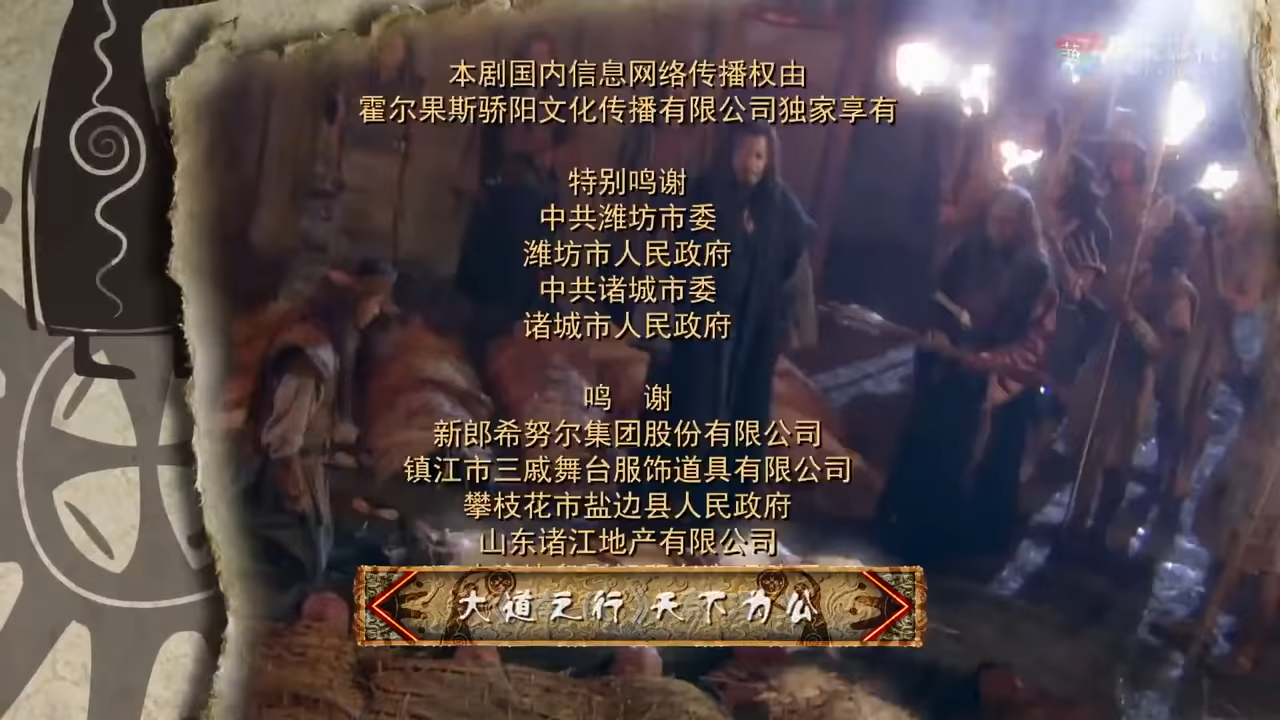 本剧国内信息网络传播权由
霍尔果斯骄阳文化传播有限公司独家享有
特别鸣谢
中共潍坊市委
潍坊市人民政府
中共诸城市委
诸城市人民政府
鸣 谢
新郎希努尔集团股份有限公司
镇江市三戚舞台服饰道具有限公司
攀枝花市盐边县人民政府
山东诸江地产有限公司
大道之行 天下为公